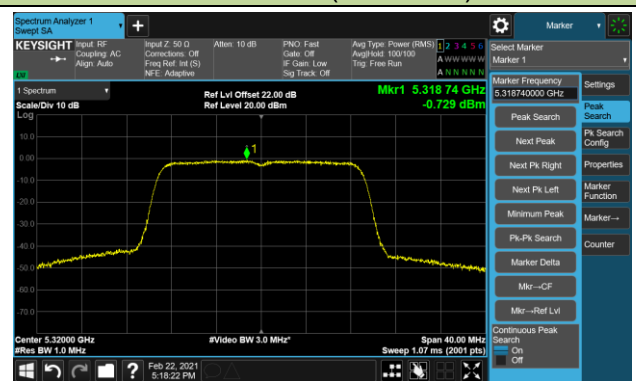 Spectrum Analyzer 1
Swept SA
Marker
KEYSIGHT
Input: RF
Coupling: AC
Align: Auto
Input Z: 50 Ω
Corrections: Off
Freq Ref: Int (S)
NFE: Adaptive
Atten: 10 dB
PNO: Fast
Gate: Off
IF Gain: Low
Sig Track: Off
Avg Type: Power (RMS)
Avg|Hold: 100/100
Trig: Free Run
1 2 3 4 5 6
A W W W W W
A N N N N N
LXI
Select Marker
Marker 1
1 Spectrum
Scale/Div 10 dB
Log
Ref Lvl Offset 22.00 dB
Ref Level 20.00 dBm
Mkr1 5.318 74 GHz
-0.729 dBm
10.0
0.00
-10.0
-20.0
-30.0
-40.0
-50.0
-60.0
-70.0
1
Center 5.32000 GHz
#Res BW 1.0 MHz
#Video BW 3.0 MHz*
Span 40.00 MHz
Sweep 1.07 ms (2001 pts)
Marker Frequency
5.318740000 GHz
Peak Search
Next Peak
Next Pk Right
Next Pk Left
Minimum Peak
Pk-Pk Search
Marker Delta
Mkr→CF
Mkr→Ref Lvl
Continuous Peak
Search
On
Off
Settings
Peak
Search
Pk Search
Config
Properties
Marker
Function
Marker→
Counter
?
Feb 22, 2021
5:18:22 PM